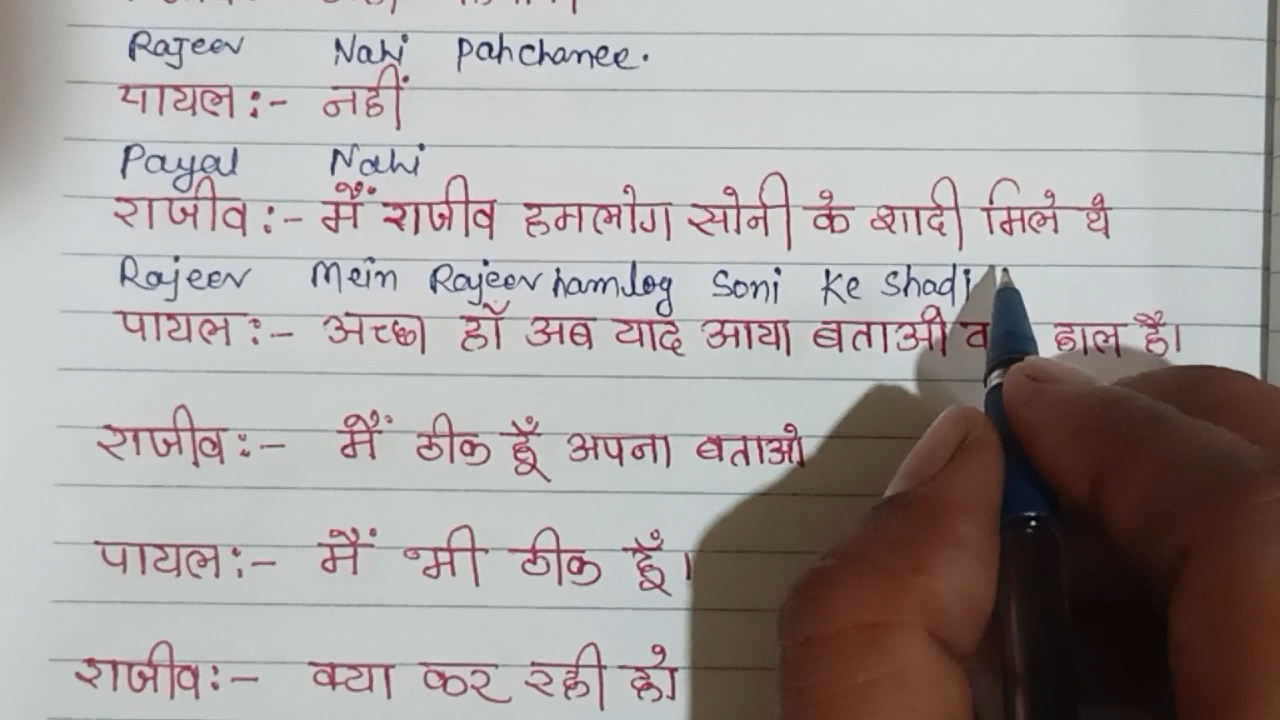 Rajeev Nahi pahchanee.
पायल:- नहीं
Payal Nahi
राजीव:- मैं राजीव हमलोग सोनी के शादी मिले थे
Rajeev Mein Rajeev hamlog Soni ke Shadi
पायल:- अच्छा हाँ अब याद आया बताओ हाल है।
राजीव:- मैं ठीक हूँ अपना बताओ
पायल:- मैं भी ठीक हूँ।
राजीव:- क्या कर रही हो